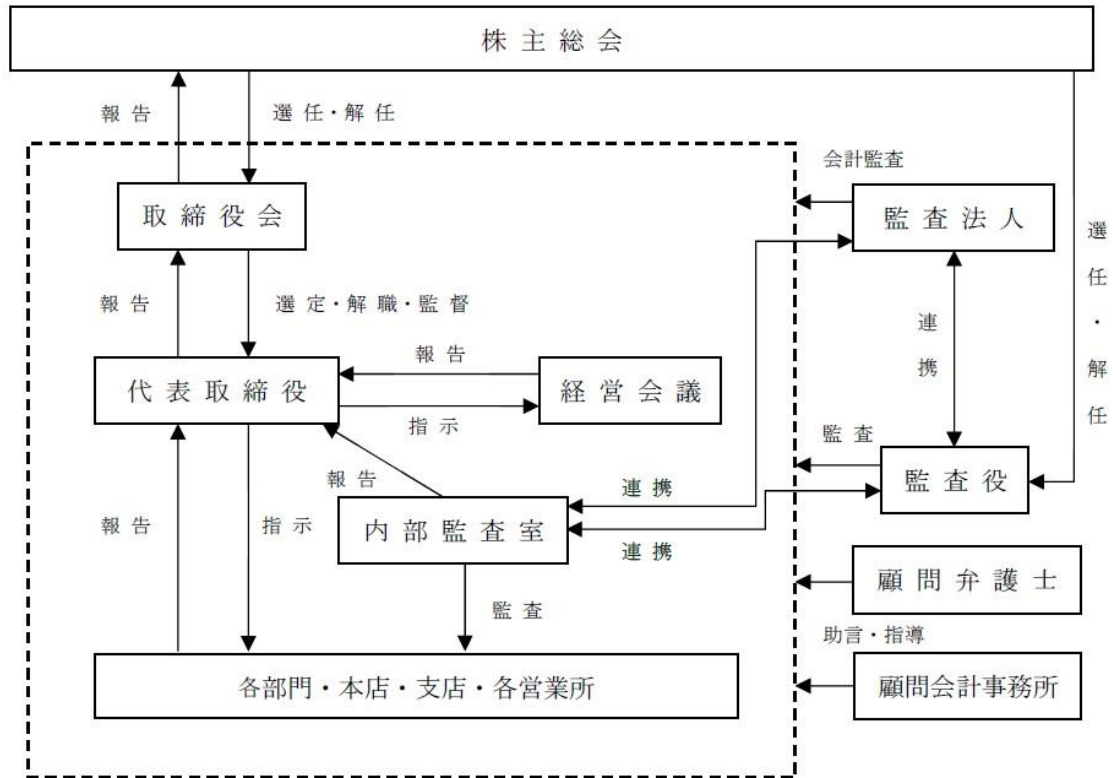 株主総会
報告
選任・解任
会計監査
取締役会
監査法人
選任・解任
報告
選定・解職・監督
連携
報告
代表取締役
経営会議
指示
監査
報告
連携
監査役
報告
指示
内部監査室
連携
顧問弁護士
監査
助言・指導
各部門・本店・支店・各営業所
顧問会計事務所